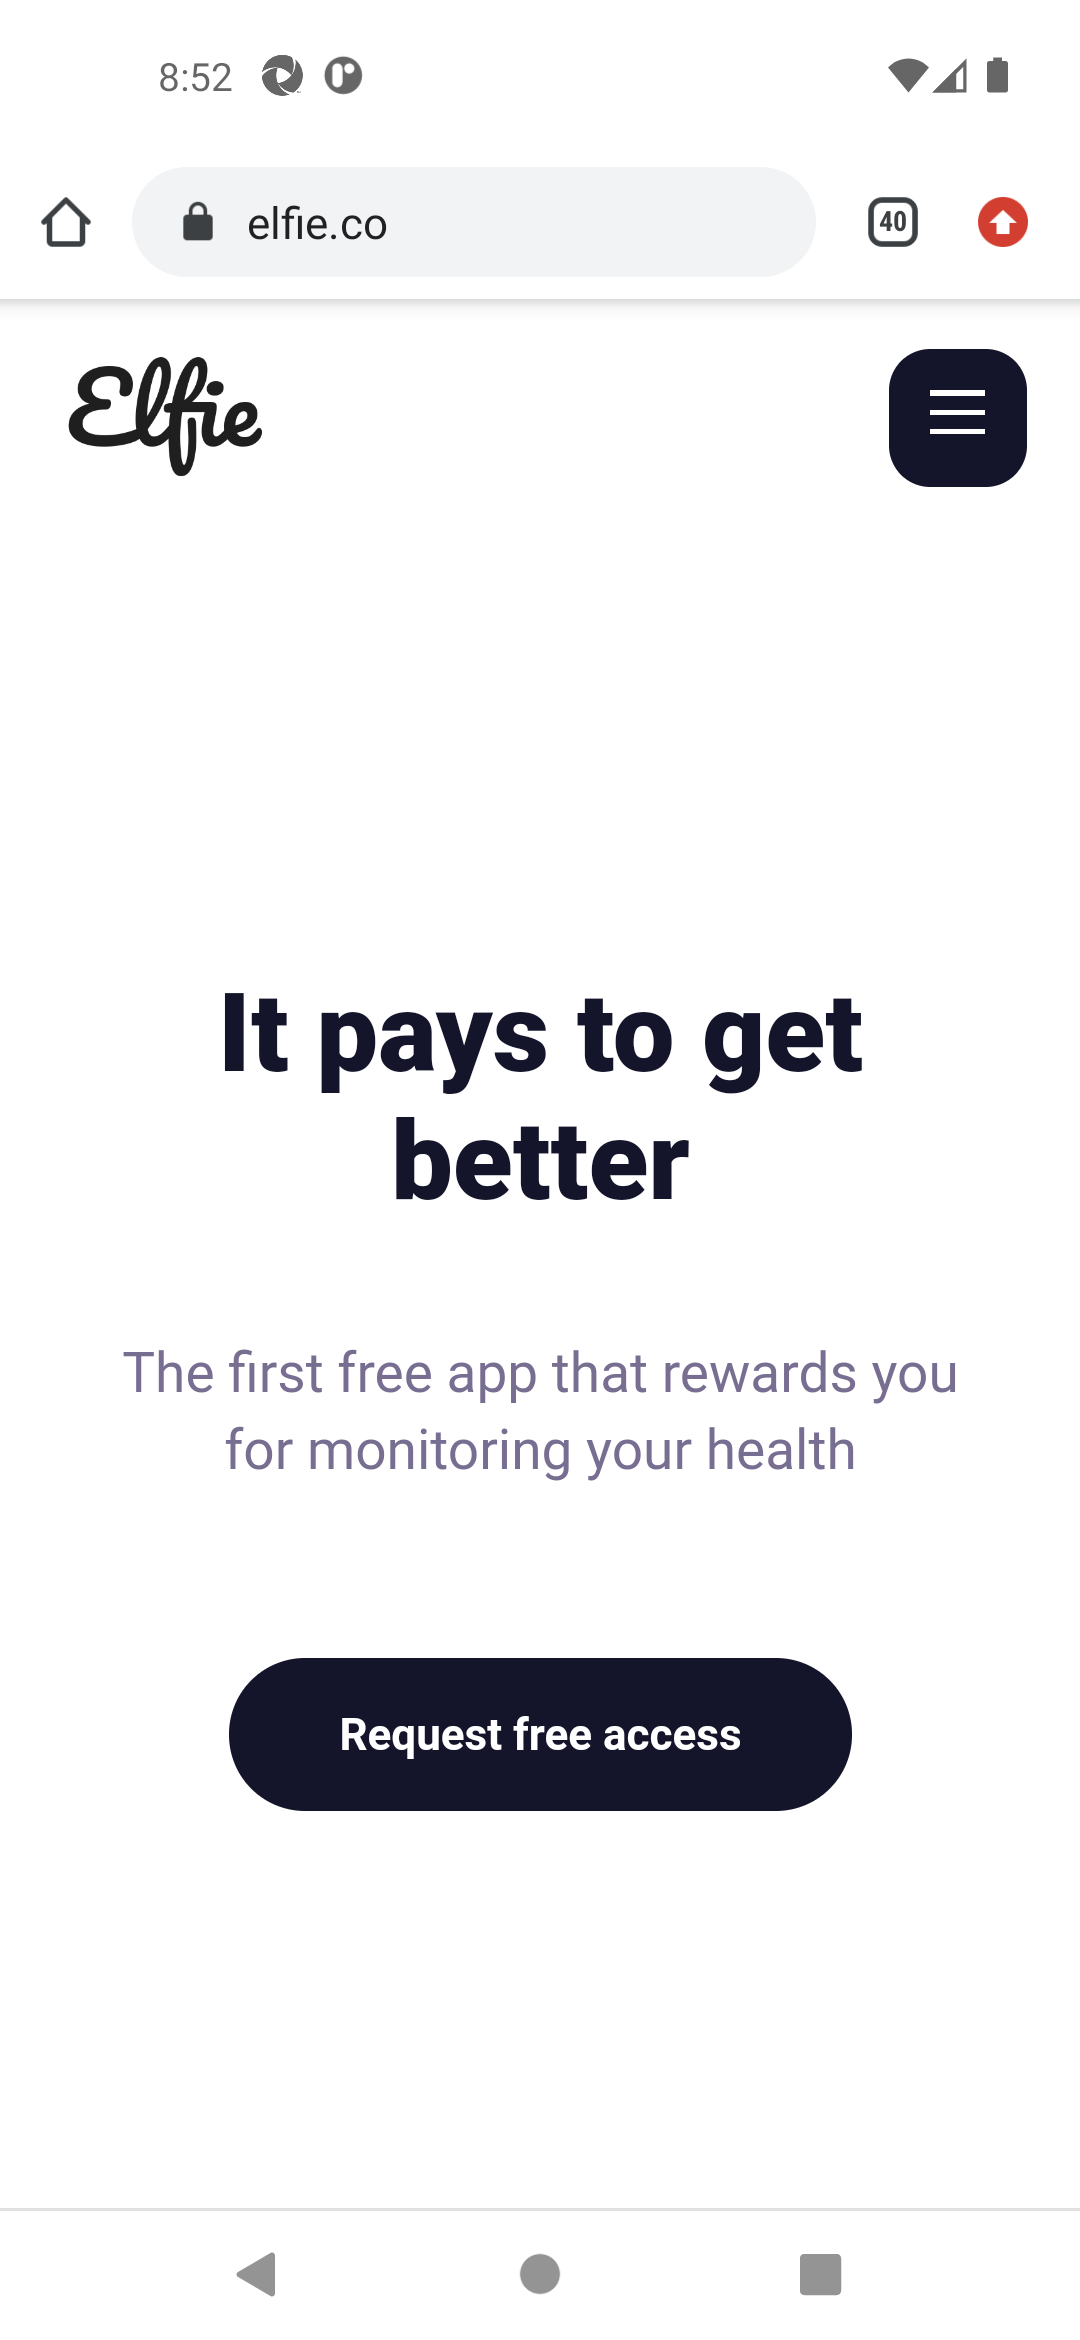 8:52
elfie.co
40
Elfie
It pays to get
better
The first free app that rewards you
for monitoring your health
Request free access